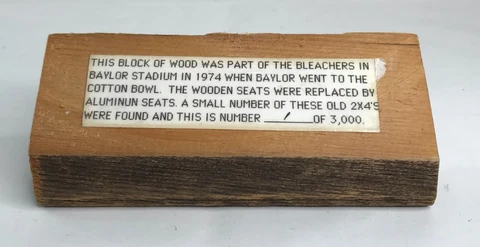 THIS BLOCK OF WOOD WAS PART OF THE BLEACHERS IN
BAYLOR STADIUM IN 1974 WHEN BAYLOR WENT TO THE
COTTON BOWL. THE WOODEN SEATS WERE REPLACED BY
ALUMINUN SEATS. A SMALL NUMBER OF THESE OLD 2X4'S
WERE FOUND AND THIS IS NUMBER ___/___ OF 3,000.